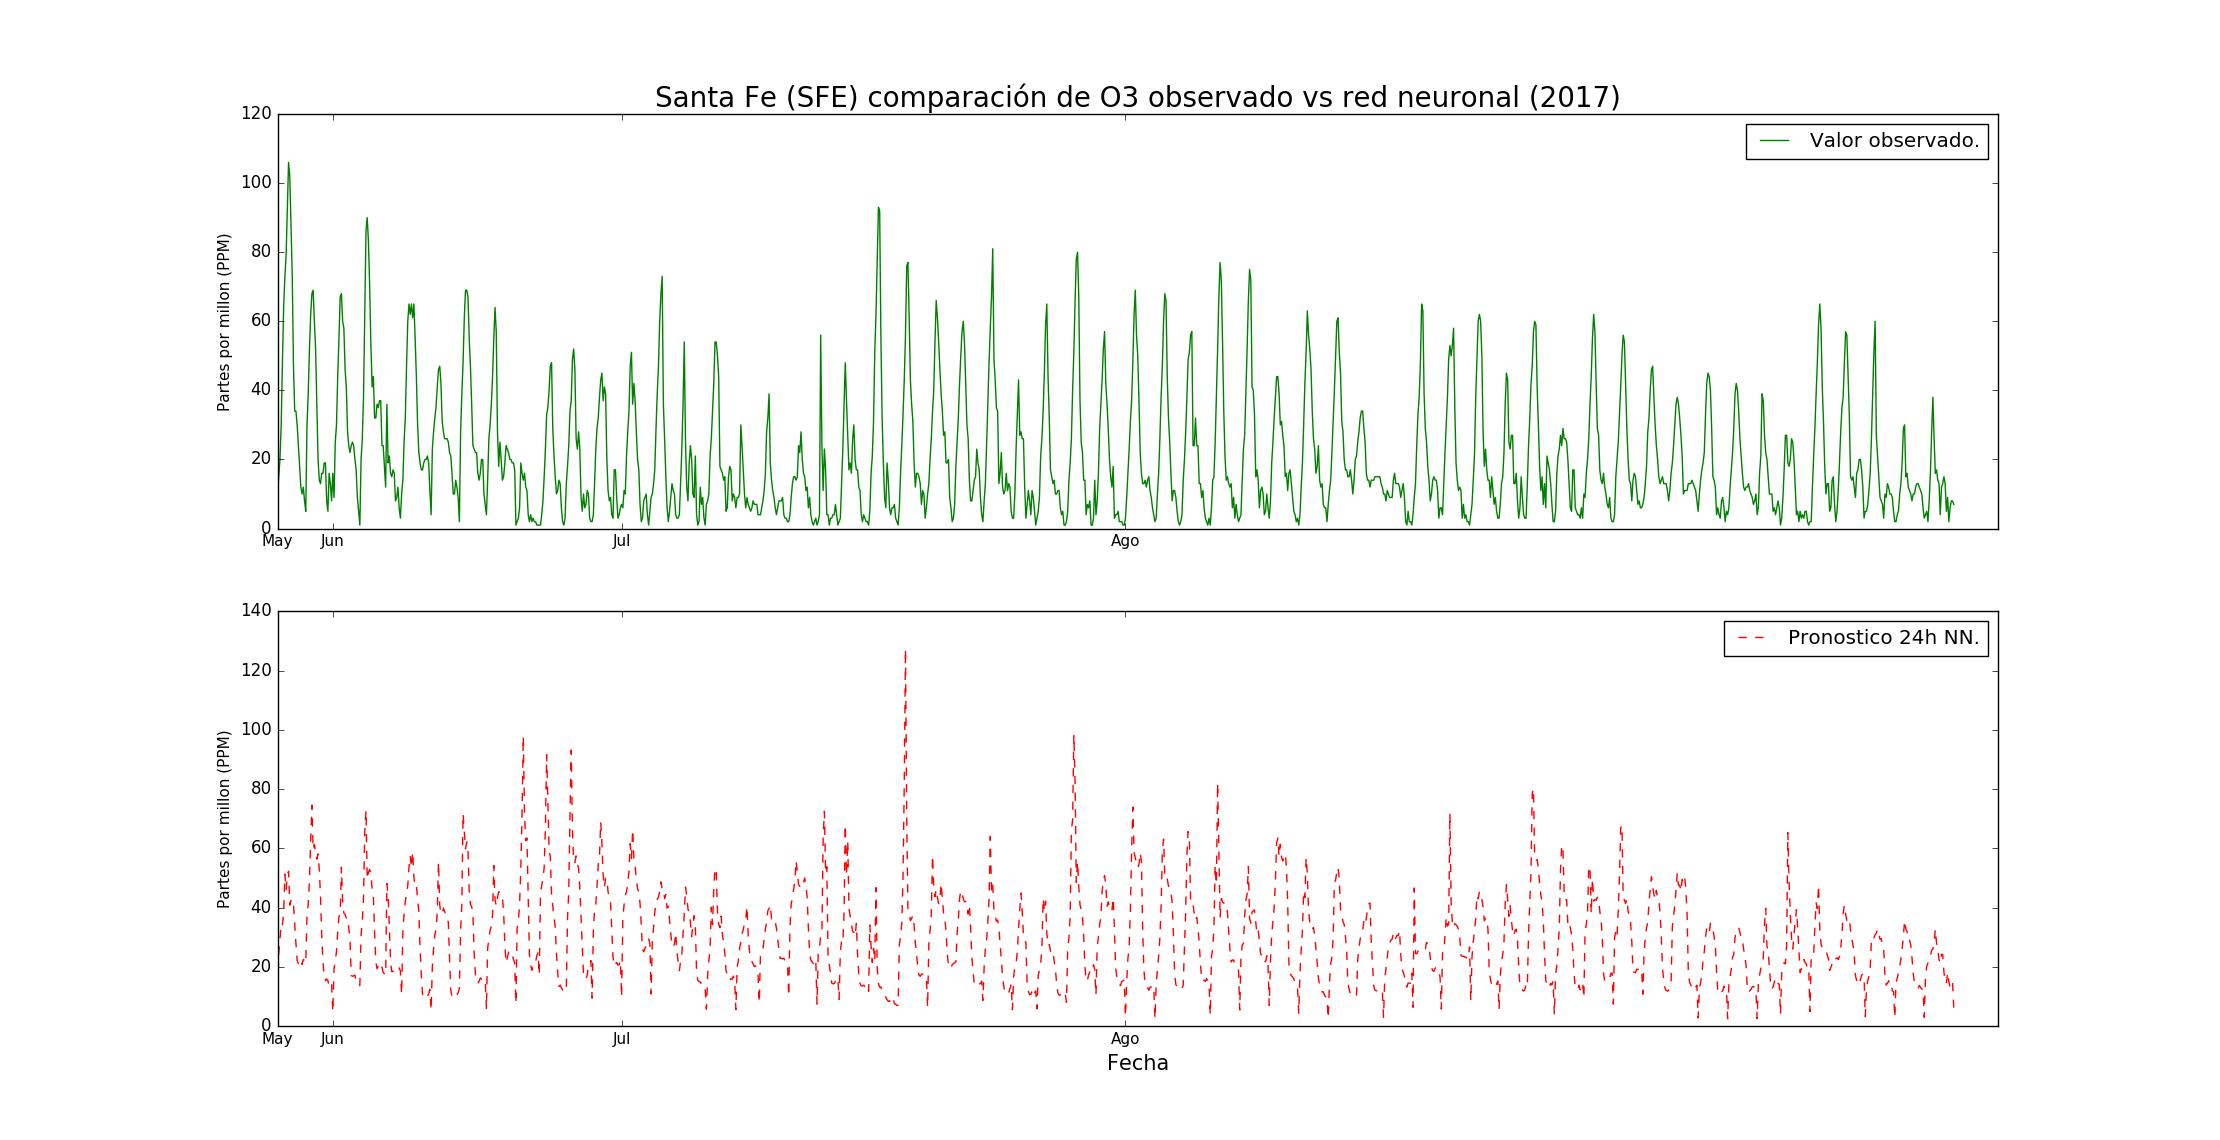 Santa Fe (SFE) comparación de O3 observado vs red neuronal (2017)
120
100
80
60
40
20
0
Partes por millon (PPM)
Valor observado.
May Jun Jul Ago
140
120
100
80
60
40
20
0
Partes por millon (PPM)
Pronostico 24h NN.
May Jun Jul Ago
Fecha